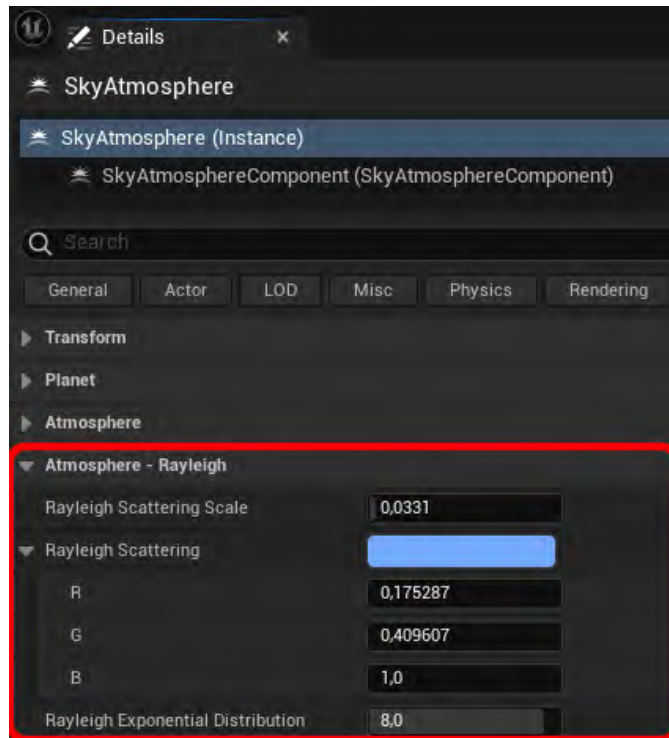 Details ×
SkyAtmosphere
SkyAtmosphere (Instance)
SkyAtmosphereComponent (SkyAtmosphereComponent)
Search
General Actor LOD Misc Physics Rendering
Transform
Planet
Atmosphere
Atmosphere - Rayleigh
Rayleigh Scattering Scale 0,0331
Rayleigh Scattering
R 0,175287
G 0,409607
B 1,0
Rayleigh Exponential Distribution 8,0